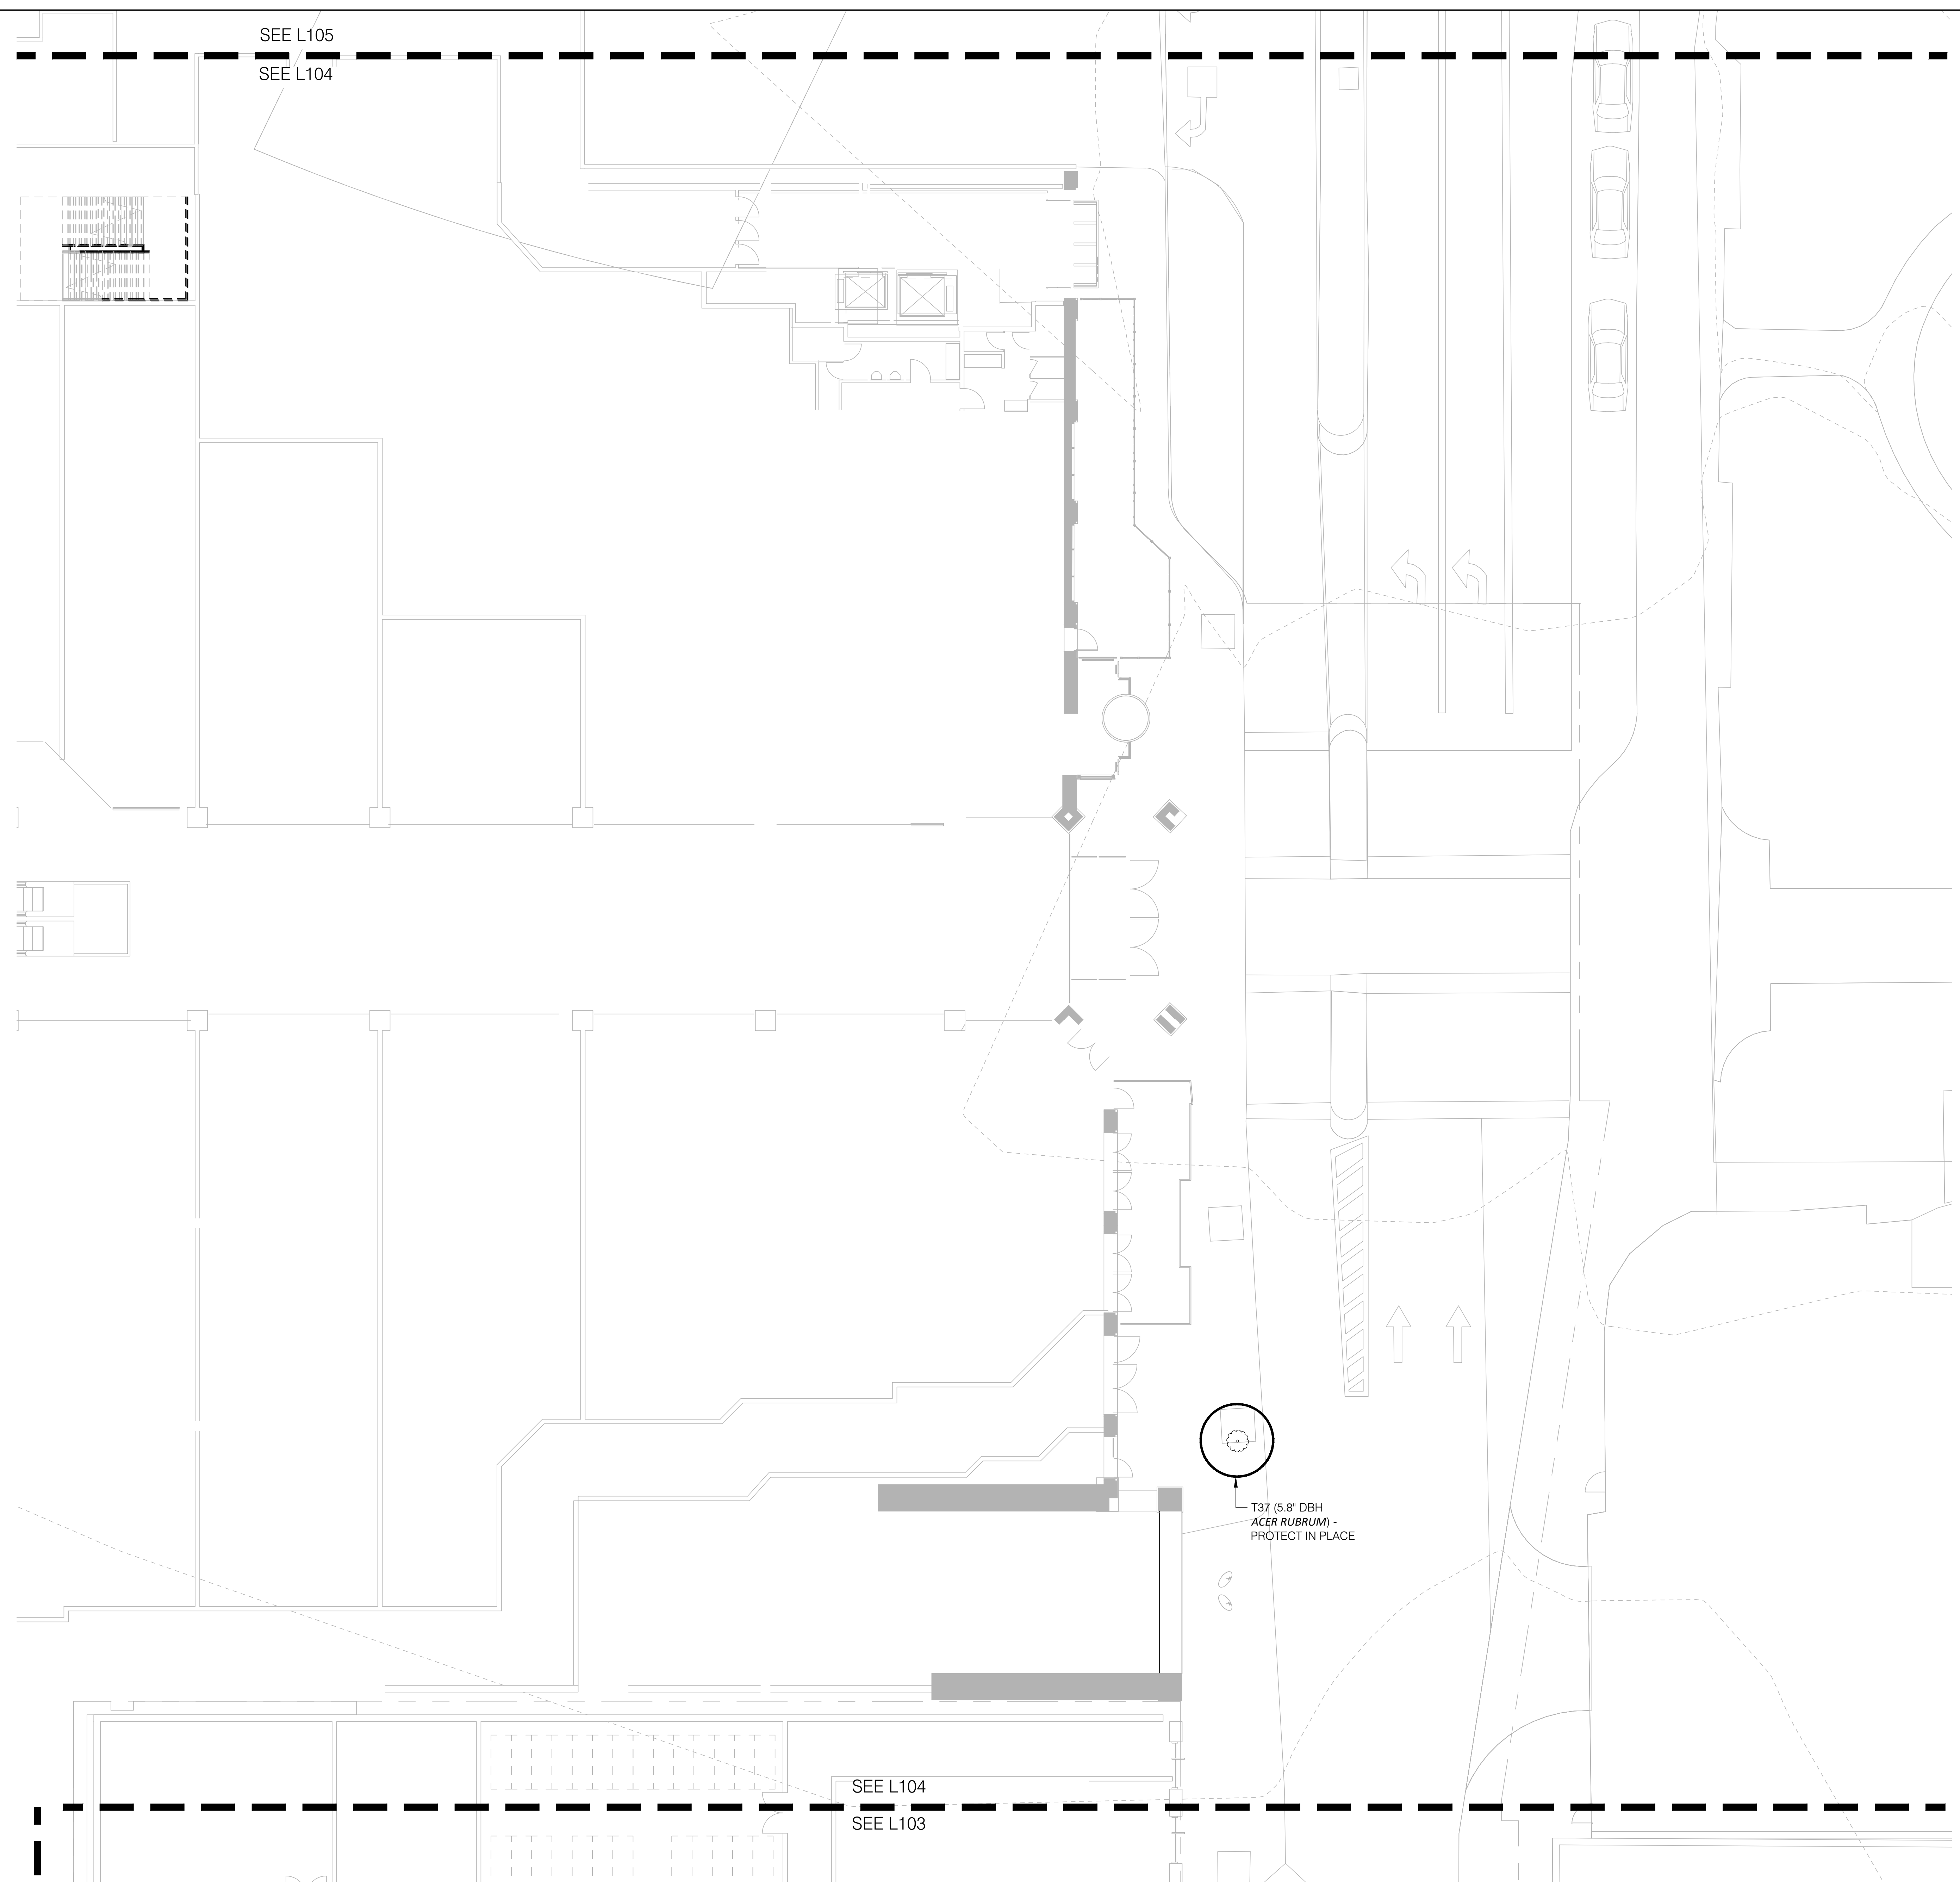 SEE L105
SEE L104
T37 (5.8" DBH
ACER RUBRUM) -
PROTECT IN PLACE
SEE L104
SEE L103